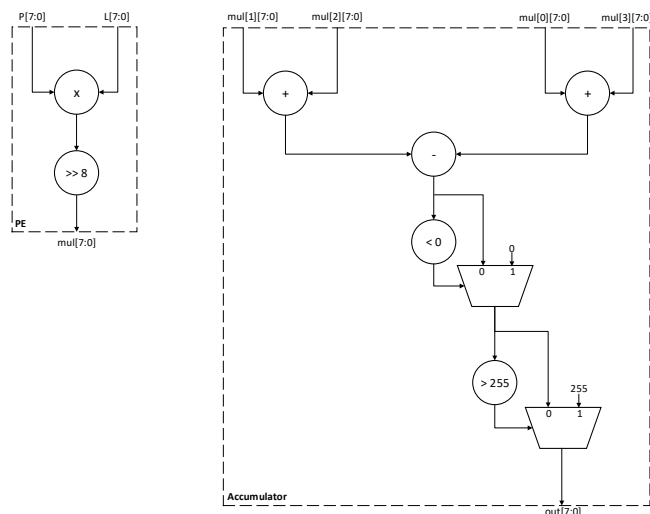 P[7:0]
L[7:0]
x
>> 8
PE
mul[7:0]
mul[1][7:0]
mul[2][7:0]
mul[0][7:0]
mul[3][7:0]
+
+
-
< 0
0
0
1
> 255
255
0
1
Accumulator
out[7:0]